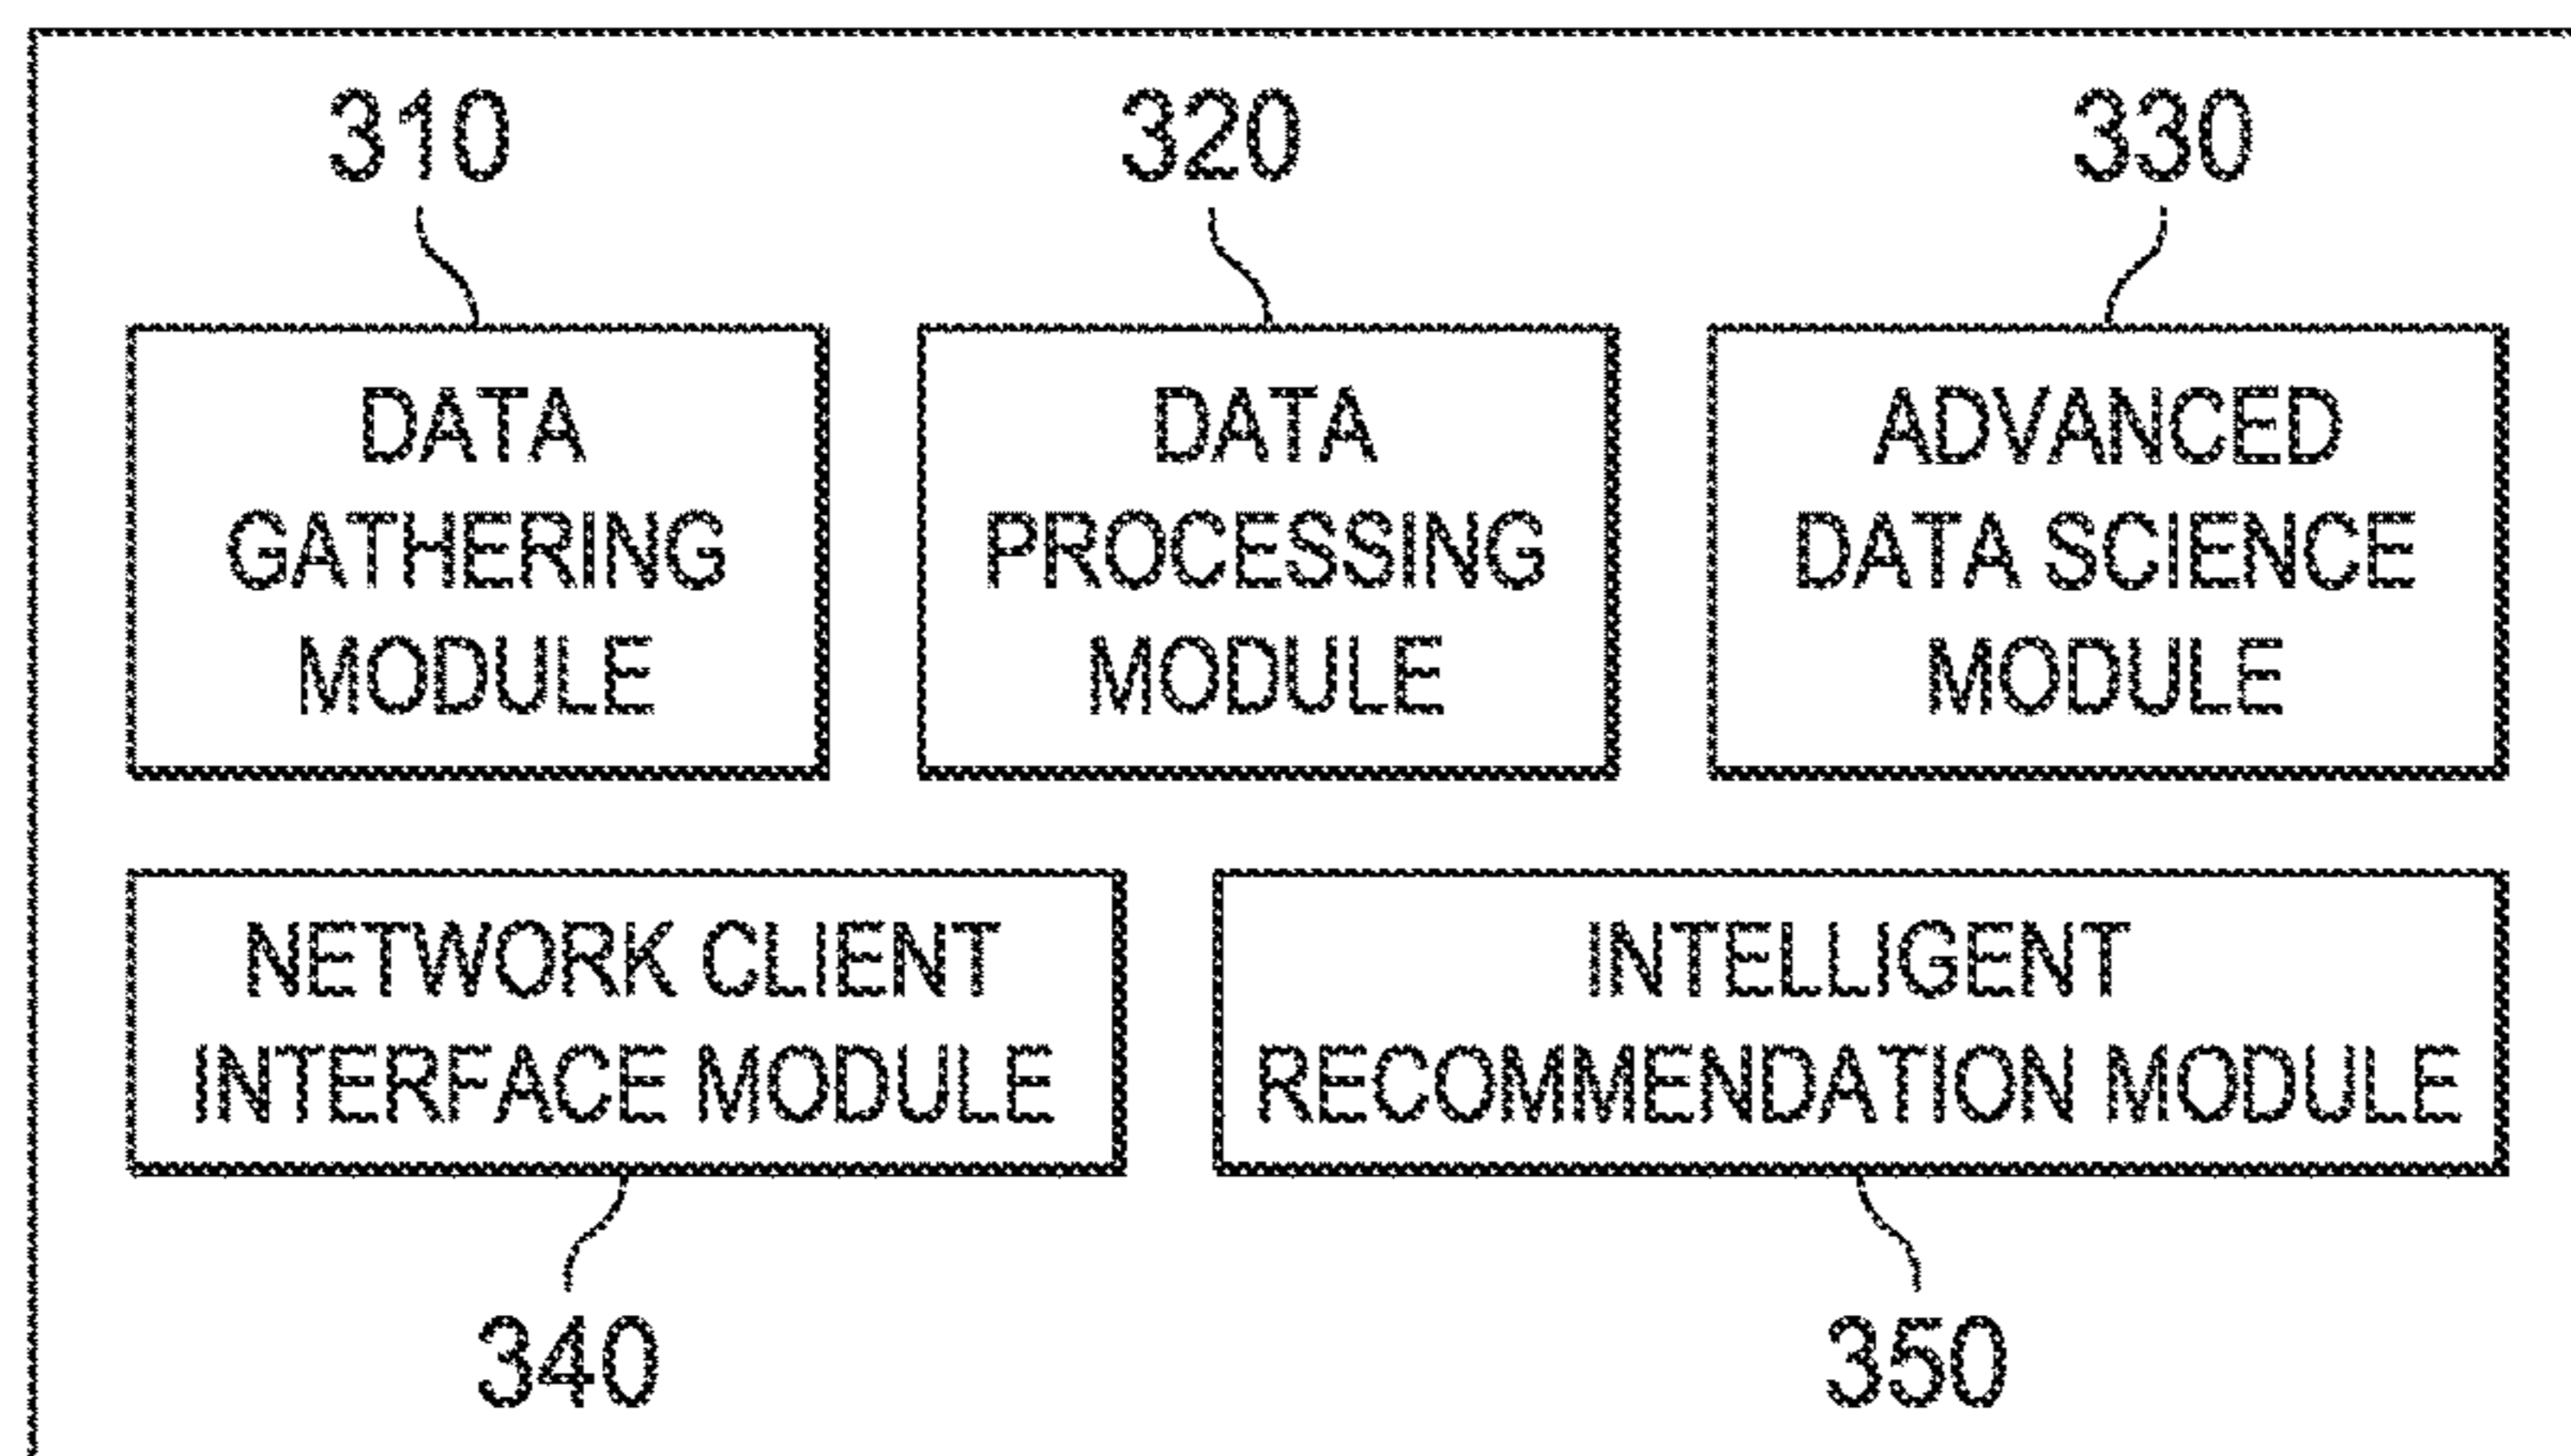 310
320
330
DATA
GATHERING
MODULE
DATA
PROCESSING
MODULE
ADVANCED
DATA SCIENCE
MODULE
NETWORK CLIENT
INTERFACE MODULE
INTELLIGENT
RECOMMENDATION MODULE
340
350